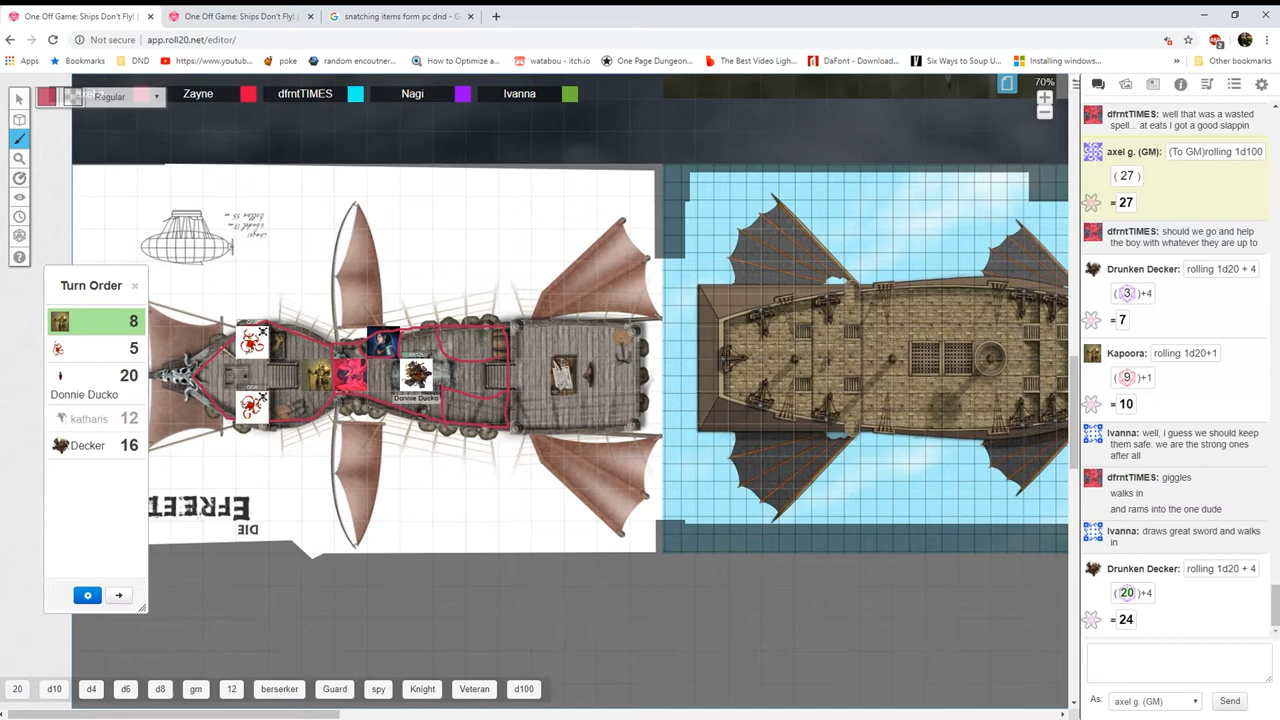 One Off Game: Ships Don't Fly! |
One Off Game: Ships Don't Fly! |
snatching items form pc dnd - G
Not secure | app.roll20.net/editor/
Apps
Bookmarks
DND
https://www.youtub...
poke
random encoutner...
How to Optimize a...
watabou - itch.io
One Page Dungeon...
The Best Video Ligh...
DaFont - Download...
Six Ways to Soup U...
Installing windows...
»
Other bookmarks
Regular
Zayne
dfrntTIMES
Nagi
Ivanna
70%
Turn Order
8
5
20
Donnie Ducko
katharis 12
Decker 16
Donnie Ducko
EFREET
DIE
dfrntTIMES: well that was a wasted
spell... at eats I got a good slappin
axel g. (GM): (To GM)rolling 1d100
( 27 )
= 27
dfrntTIMES: should we go and help
the boy with whatever they are up to
Drunken Decker: rolling 1d20 + 4
( 3 )+4
= 7
Kapoora: rolling 1d20+1
( 9 )+1
= 10
Ivanna: well, i guess we should keep
them safe. we are the strong ones
after all
dfrntTIMES: giggles
walks in
and rams into the one dude
Ivanna: draws great sword and walks
in
Drunken Decker: rolling 1d20 + 4
( 20 )+4
= 24
20
d10
d4
d6
d8
gm
12
berserker
Guard
spy
Knight
Veteran
d100
As: axel g. (GM)
Send